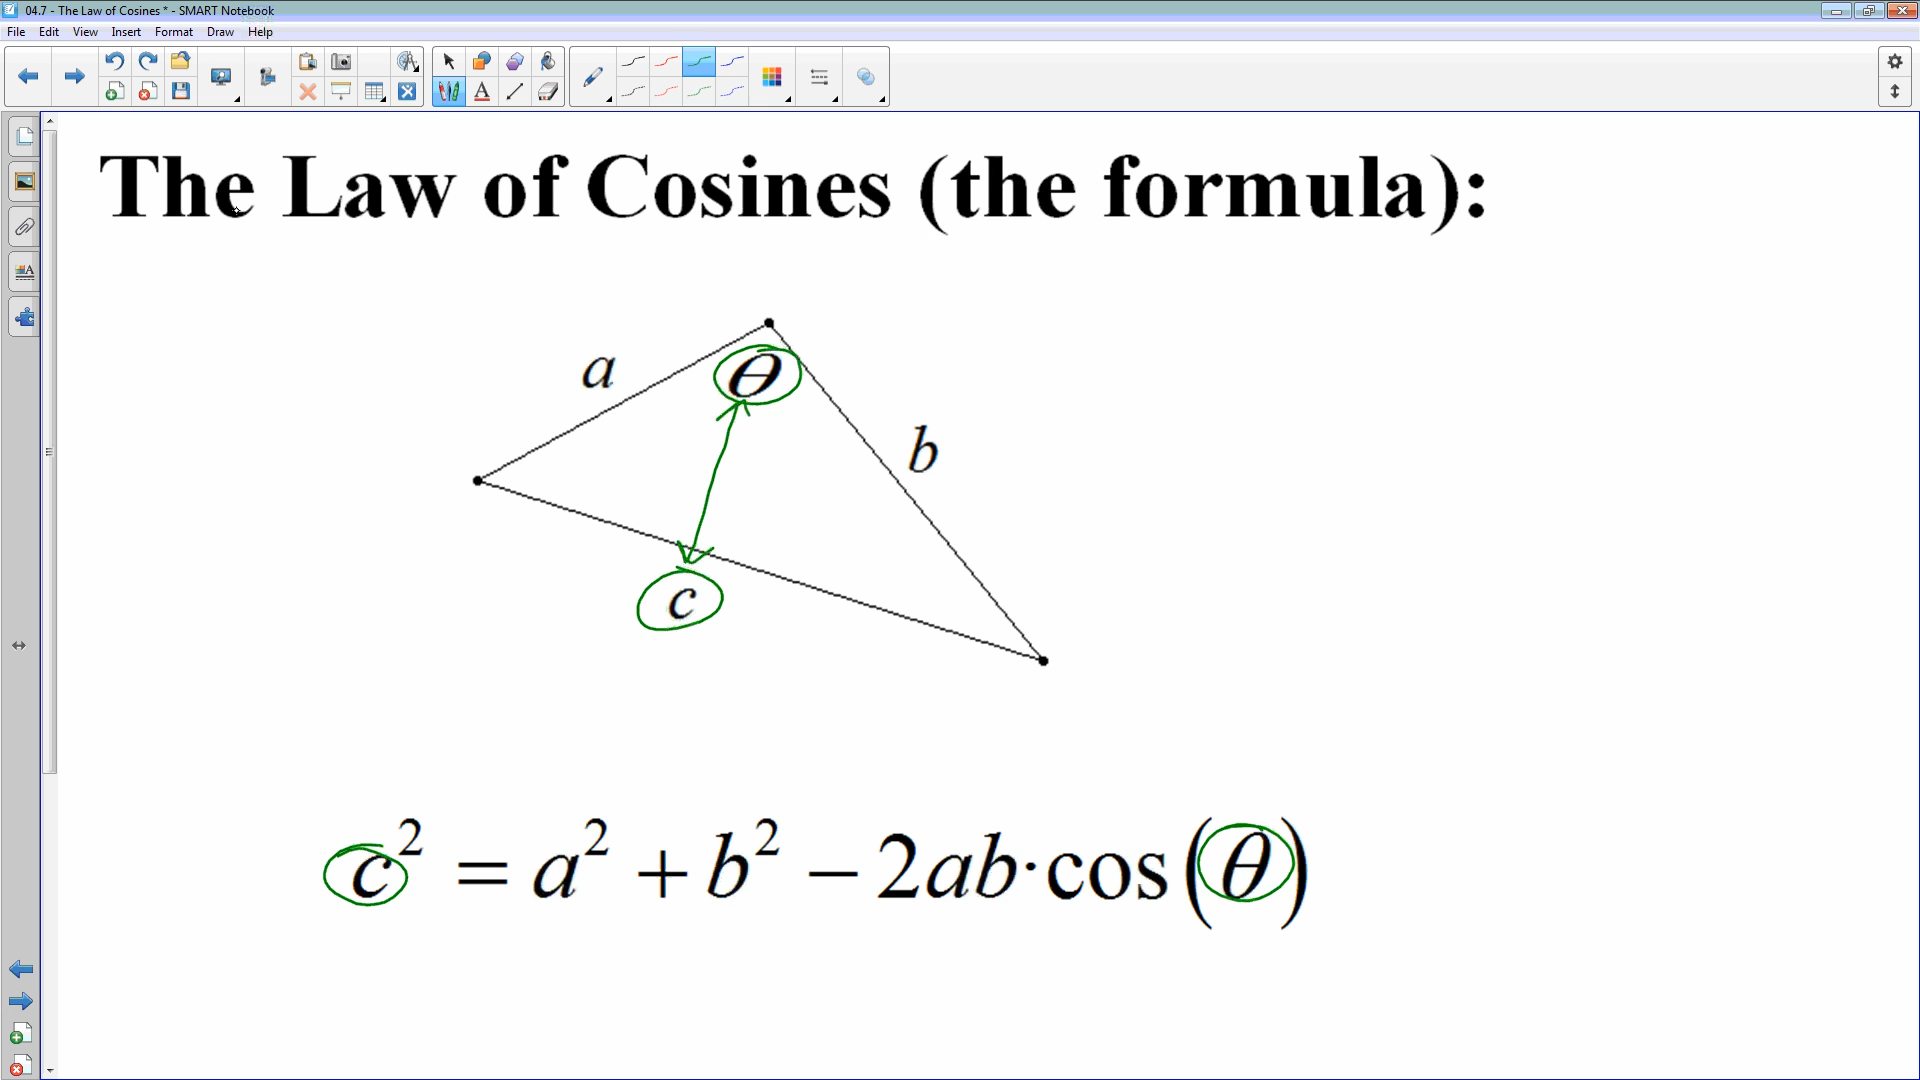 04.7 - The Law of Cosines * - SMART Notebook
File Edit View Insert Format Draw Help
The Law of Cosines (the formula):
a
θ
b
c
c² = a² + b² − 2ab·cos(θ)